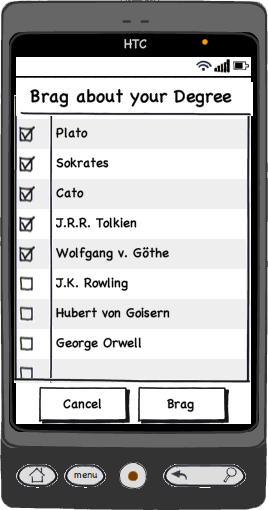 HTC
Brag about your Degree
Plato
Sokrates
Cato
J.R.R. Tolkien
Wolfgang v. Göthe
J.K. Rowling
Hubert von Goisern
George Orwell
Cancel
Brag
menu